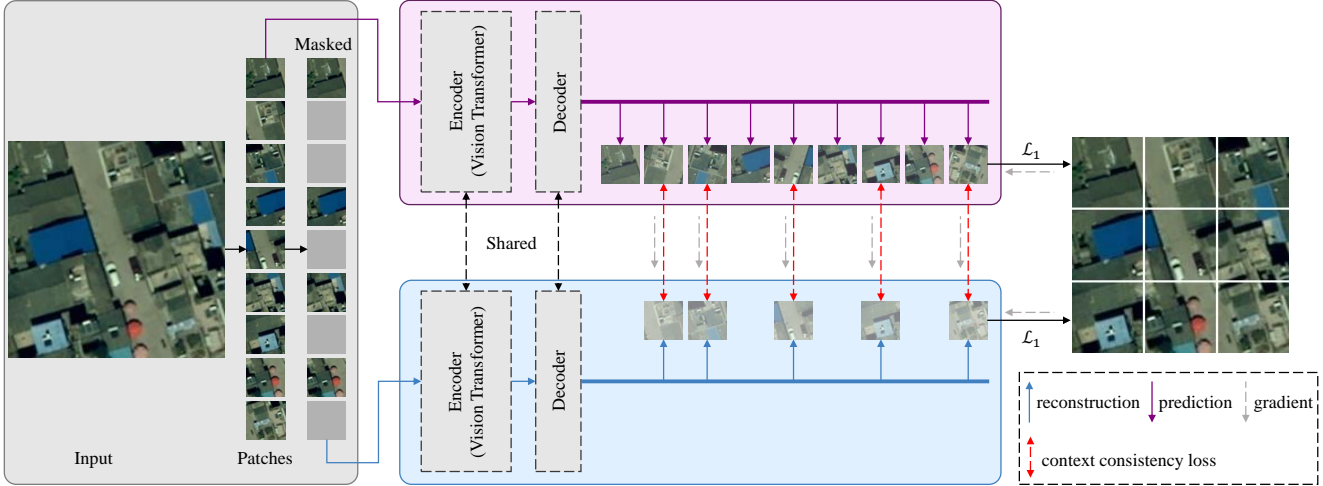 Masked
Encoder
(Vision Transformer)
Decoder
ℒ₁
Shared
Encoder
(Vision Transformer)
Decoder
ℒ₁
Input
Patches
reconstruction
prediction
gradient
context consistency loss